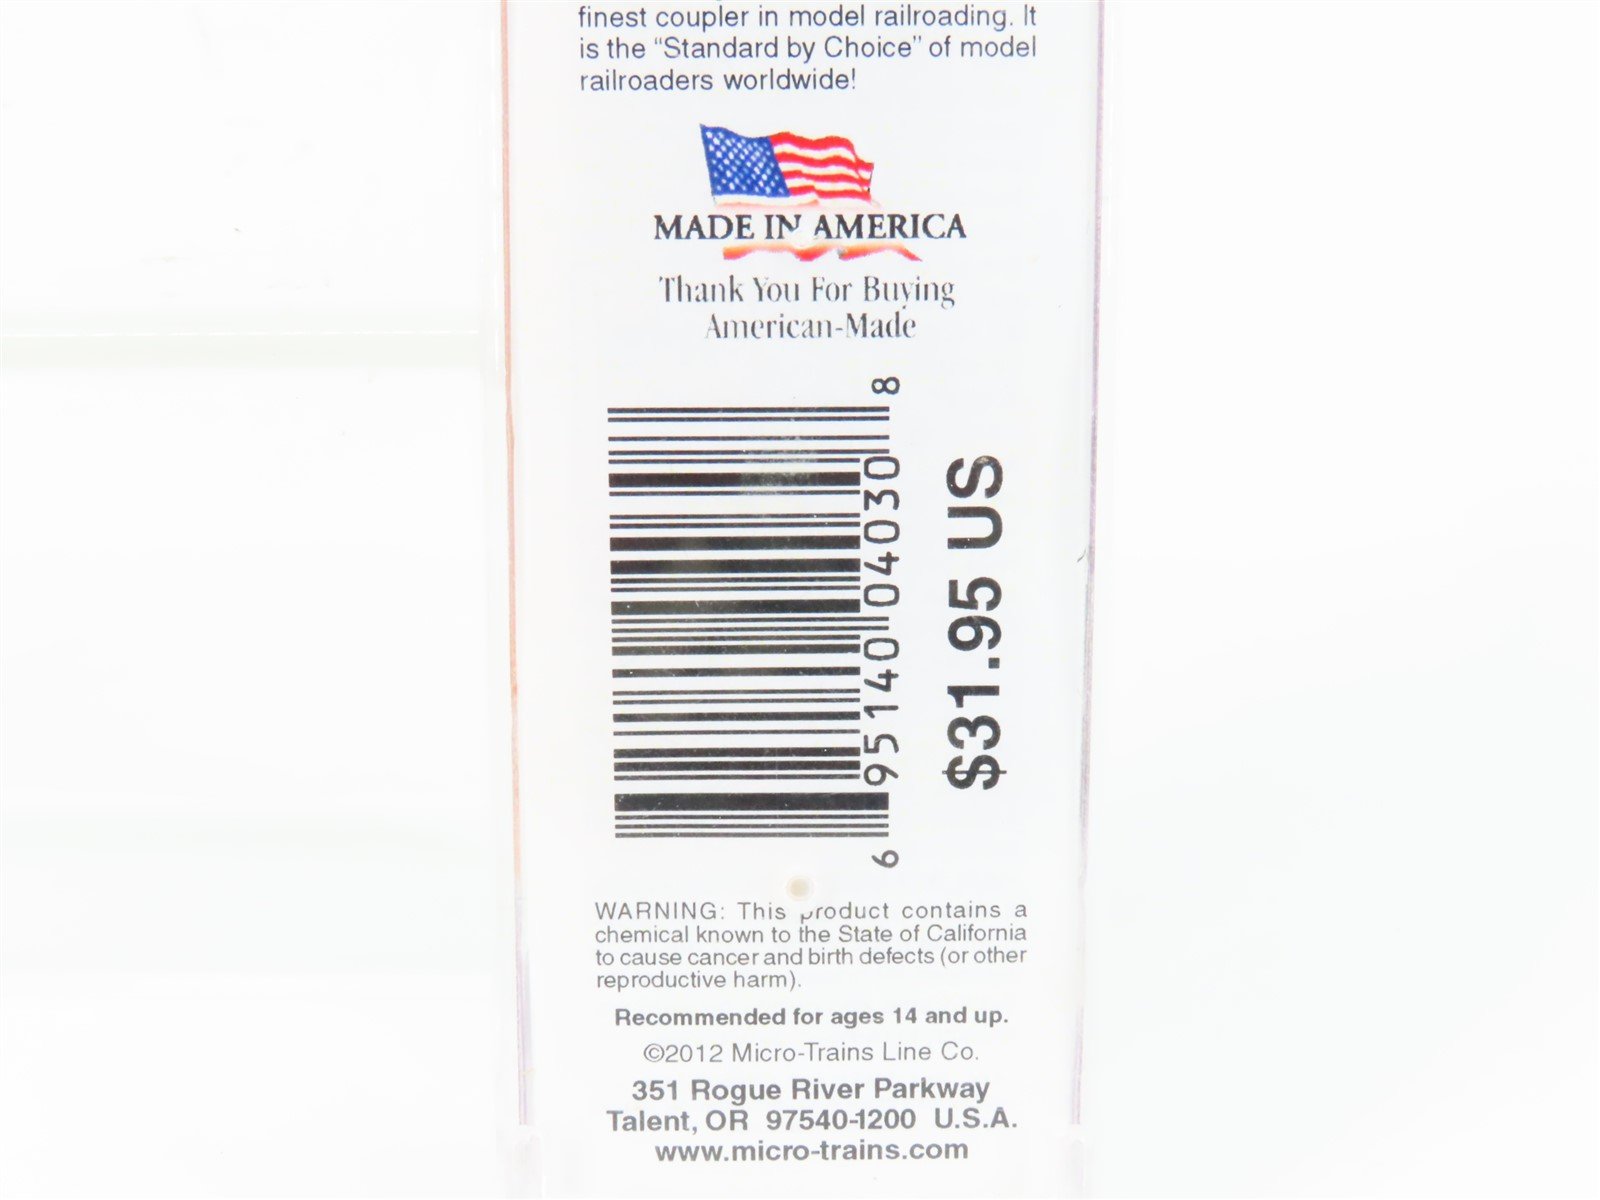 finest coupler in model railroading. It
is the “Standard by Choice” of model
railroaders worldwide!
MADE IN AMERICA
Thank You For Buying
American-Made
6 95140 04030 8
$31.95 US
WARNING: This product contains a
chemical known to the State of California
to cause cancer and birth defects (or other
reproductive harm).
Recommended for ages 14 and up.
©2012 Micro-Trains Line Co.
351 Rogue River Parkway
Talent, OR 97540-1200 U.S.A.
www.micro-trains.com